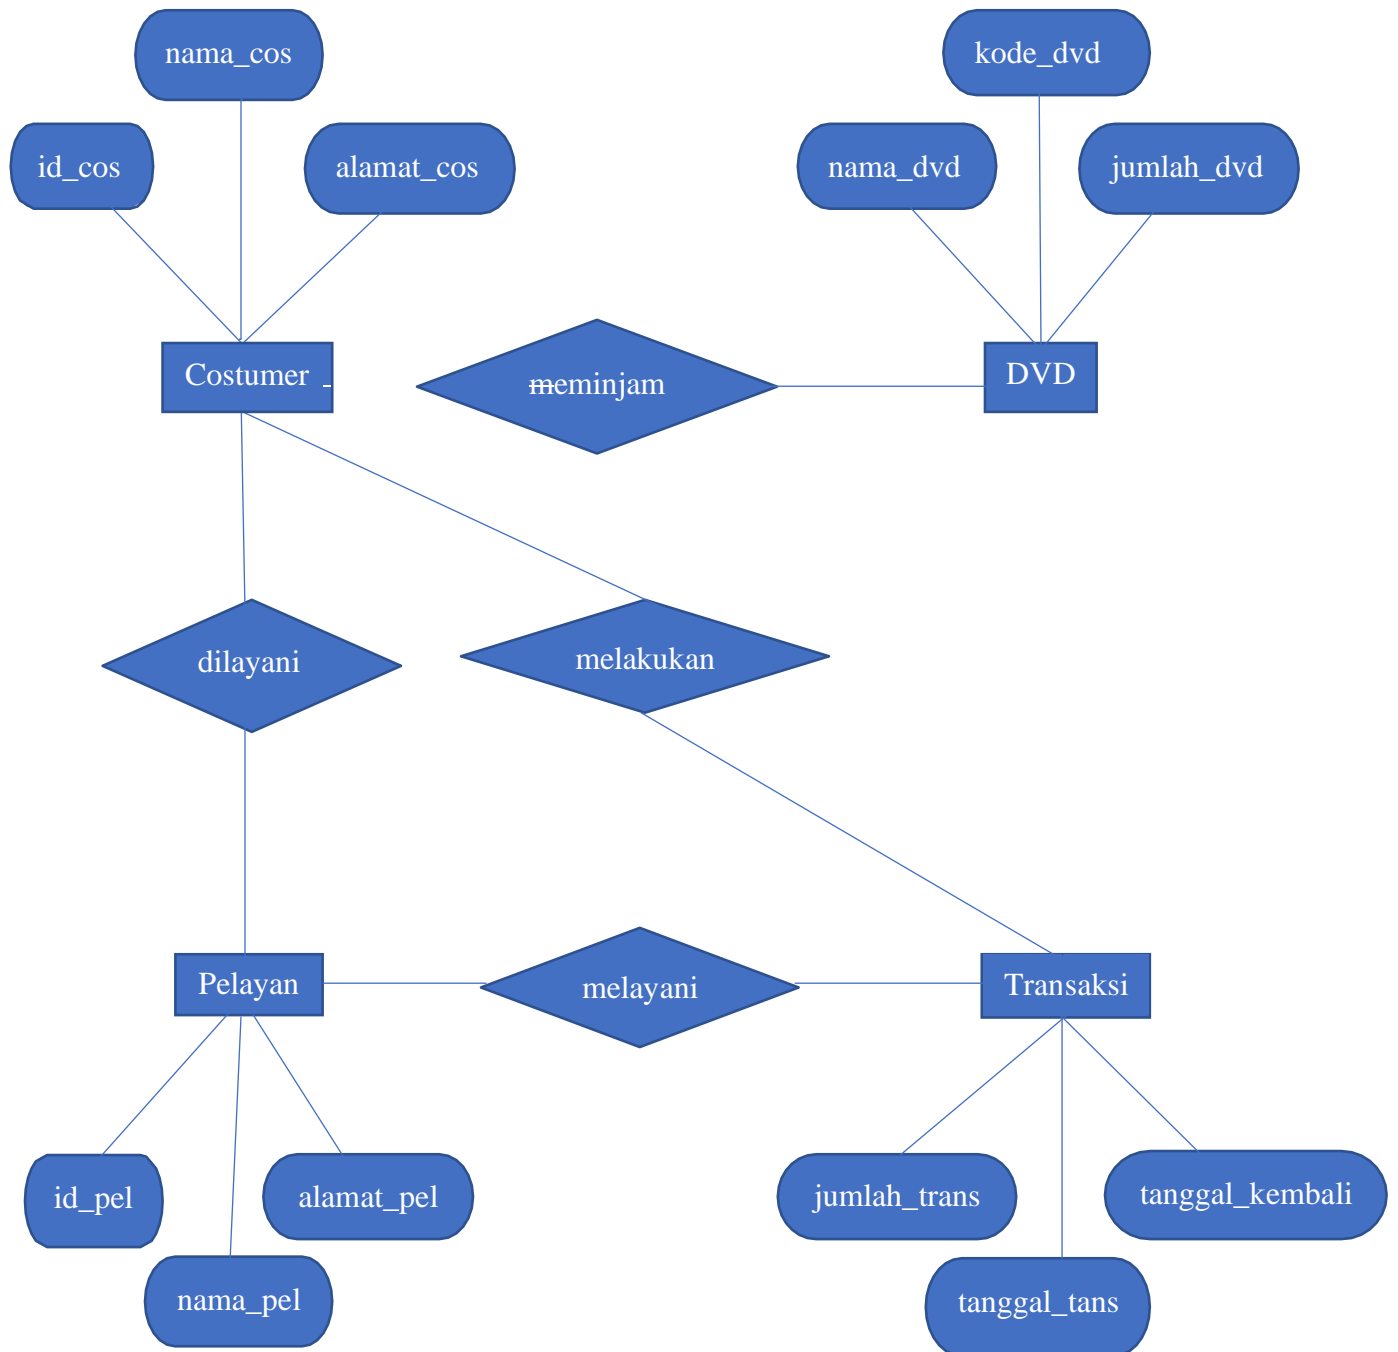 nama_cos
kode_dvd
id_cos
alamat_cos
nama_dvd
jumlah_dvd
Costumer _
meminjam
DVD
dilayani
melakukan
Pelayan
melayani
Transaksi
id_pel
alamat_pel
jumlah_trans
tanggal_kembali
nama_pel
tanggal_tans